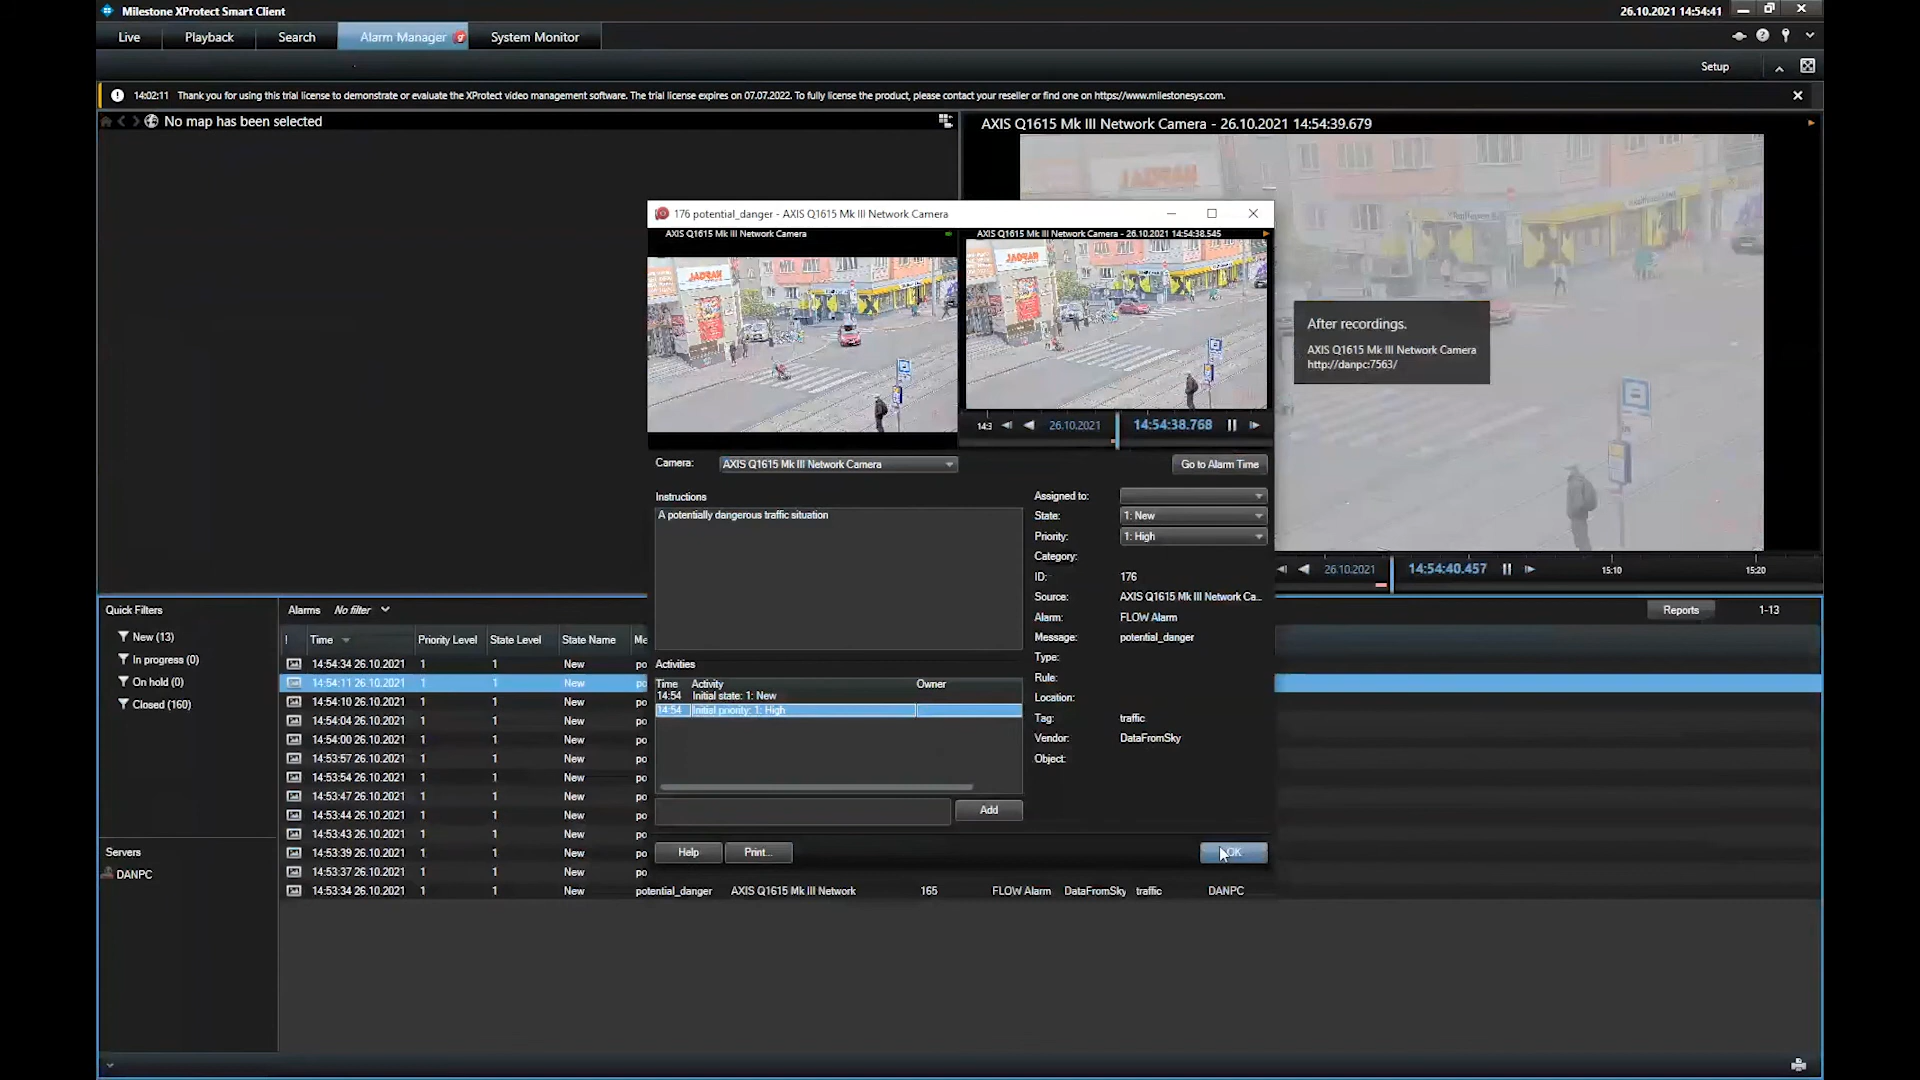 Milestone XProtect Smart Client
26.10.2021 14:54:41
Live
Playback
Search
Alarm Manager
System Monitor
Setup
14:02:11 Thank you for using this trial license to demonstrate or evaluate the XProtect video management software. The trial license expires on 07.07.2022. To fully license the product, please contact your reseller or find one on https://www.milestonesys.com.
No map has been selected
AXIS Q1615 Mk III Network Camera - 26.10.2021 14:54:39.679
JADRAN
After recordings.
AXIS Q1615 Mk III Network Camera
http://danpc:7563/
26.10.2021
14:54:40.457
15:10
15:20
176 potential_danger - AXIS Q1615 Mk III Network Camera
AXIS Q1615 Mk III Network Camera
AXIS Q1615 Mk III Network Camera - 26.10.2021 14:54:38.545
JADRAN
JADRAN
14:3
26.10.2021
14:54:38.768
Camera:
AXIS Q1615 Mk III Network Camera
Go to Alarm Time
Instructions
A potentially dangerous traffic situation
Assigned to:
State: 1: New
Priority: 1: High
Category:
ID: 176
Source: AXIS Q1615 Mk III Network Ca...
Alarm: FLOW Alarm
Message: potential_danger
Type:
Rule:
Location:
Tag: traffic
Vendor: DataFromSky
Object:
Activities
Time Activity Owner
14:54 Initial state: 1: New
14:54 Initial priority: 1: High
Add
Help
Print...
OK
Quick Filters
New (13)
In progress (0)
On hold (0)
Closed (160)
Servers
DANPC
Alarms No filter
Reports
1-13
! Time Priority Level State Level State Name Me
14:54:34 26.10.2021 1 1 New po
14:54:11 26.10.2021 1 1 New po
14:54:10 26.10.2021 1 1 New po
14:54:04 26.10.2021 1 1 New po
14:54:00 26.10.2021 1 1 New po
14:53:57 26.10.2021 1 1 New po
14:53:54 26.10.2021 1 1 New po
14:53:47 26.10.2021 1 1 New po
14:53:44 26.10.2021 1 1 New po
14:53:43 26.10.2021 1 1 New po
14:53:39 26.10.2021 1 1 New po
14:53:37 26.10.2021 1 1 New po
14:53:34 26.10.2021 1 1 New potential_danger AXIS Q1615 Mk III Network 165 FLOW Alarm DataFromSky traffic DANPC